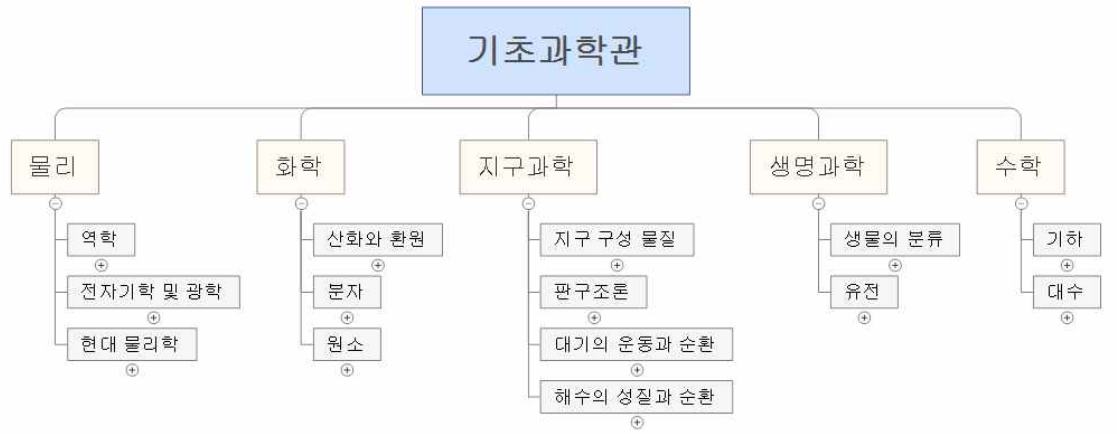 기초과학관
물리
화학
지구과학
생명과학
수학
역학
전자기학 및 광학
현대 물리학
산화와 환원
분자
원소
지구 구성 물질
판구조론
대기의 운동과 순환
해수의 성질과 순환
생물의 분류
유전
기하
대수